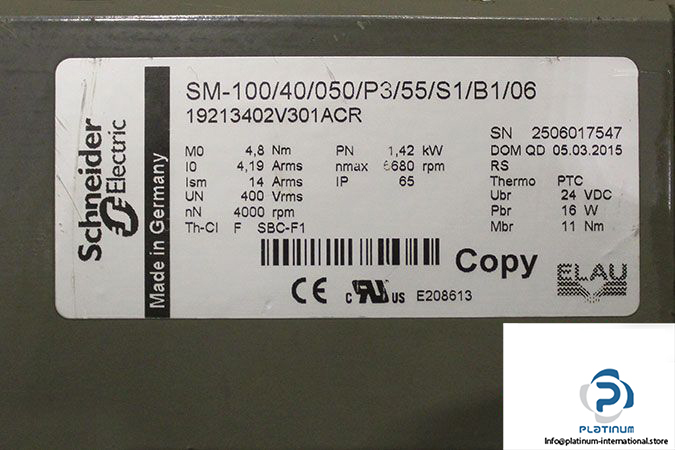 Schneider
Electric
Made in Germany
SM-100/40/050/P3/55/S1/B1/06
19213402V301ACR
SN 2506017547
M0 4,8 Nm PN 1,42 kW DOM QD 05.03.2015
I0 4,19 Arms nmax 6680 rpm RS
Ism 14 Arms IP 65 Thermo PTC
UN 400 Vrms Ubr 24 VDC
nN 4000 rpm Pbr 16 W
Th-Cl F SBC-F1 Mbr 11 Nm
Copy
ELAU
CE c RU US E208613
PLATINUM
Info@platinum-international.store